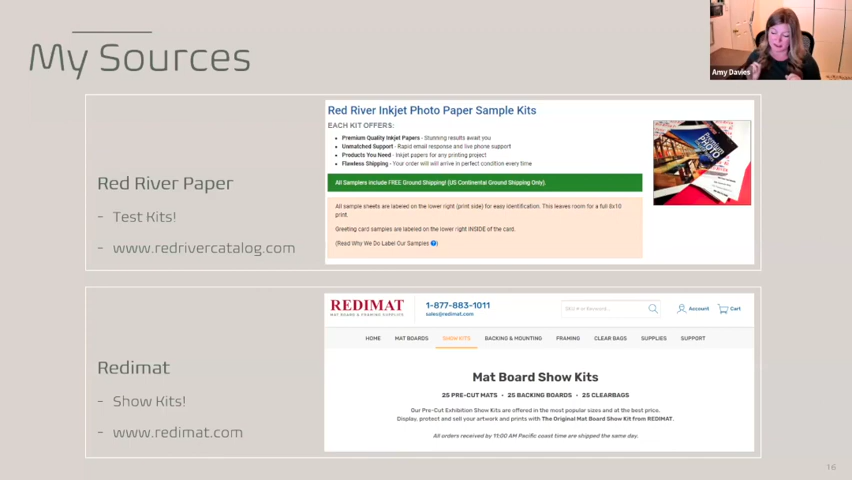 My Sources
Amy Davies
Red River Paper
- Test Kits!
- www.redrivercatalog.com
Red River Inkjet Photo Paper Sample Kits
EACH KIT OFFERS:
• Premium Quality Inkjet Papers - Stunning results await you
• Unmatched Support - Rapid email response and live phone support
• Products You Need - Inkjet papers for any printing project
• Flawless Shipping - Your order will arrive in perfect condition every time
All Samplers include FREE Ground Shipping! (US Continental Ground Shipping Only).
All sample sheets are labeled on the lower right (print side) for easy identification. This leaves room for a full 8x10
print.
Greeting card samples are labeled on the lower right INSIDE of the card.
(Read Why We Do Label Our Samples ?)
PHOTO
Redimat
- Show Kits!
- www.redimat.com
REDIMAT
MAT BOARD & FRAMING SUPPLIES
1-877-883-1011
sales@redimat.com
SKU # or Keyword...
Account
Cart
HOME MAT BOARDS SHOW KITS BACKING & MOUNTING FRAMING CLEAR BAGS SUPPLIES SUPPORT
Mat Board Show Kits
25 PRE-CUT MATS • 25 BACKING BOARDS • 25 CLEARBAGS
Our Pre-Cut Exhibition Show Kits are offered in the most popular sizes and at the best price.
Display, protect and sell your artwork and prints with The Original Mat Board Show Kit from REDIMAT.
All orders received by 11:00 AM Pacific coast time are shipped the same day.
16